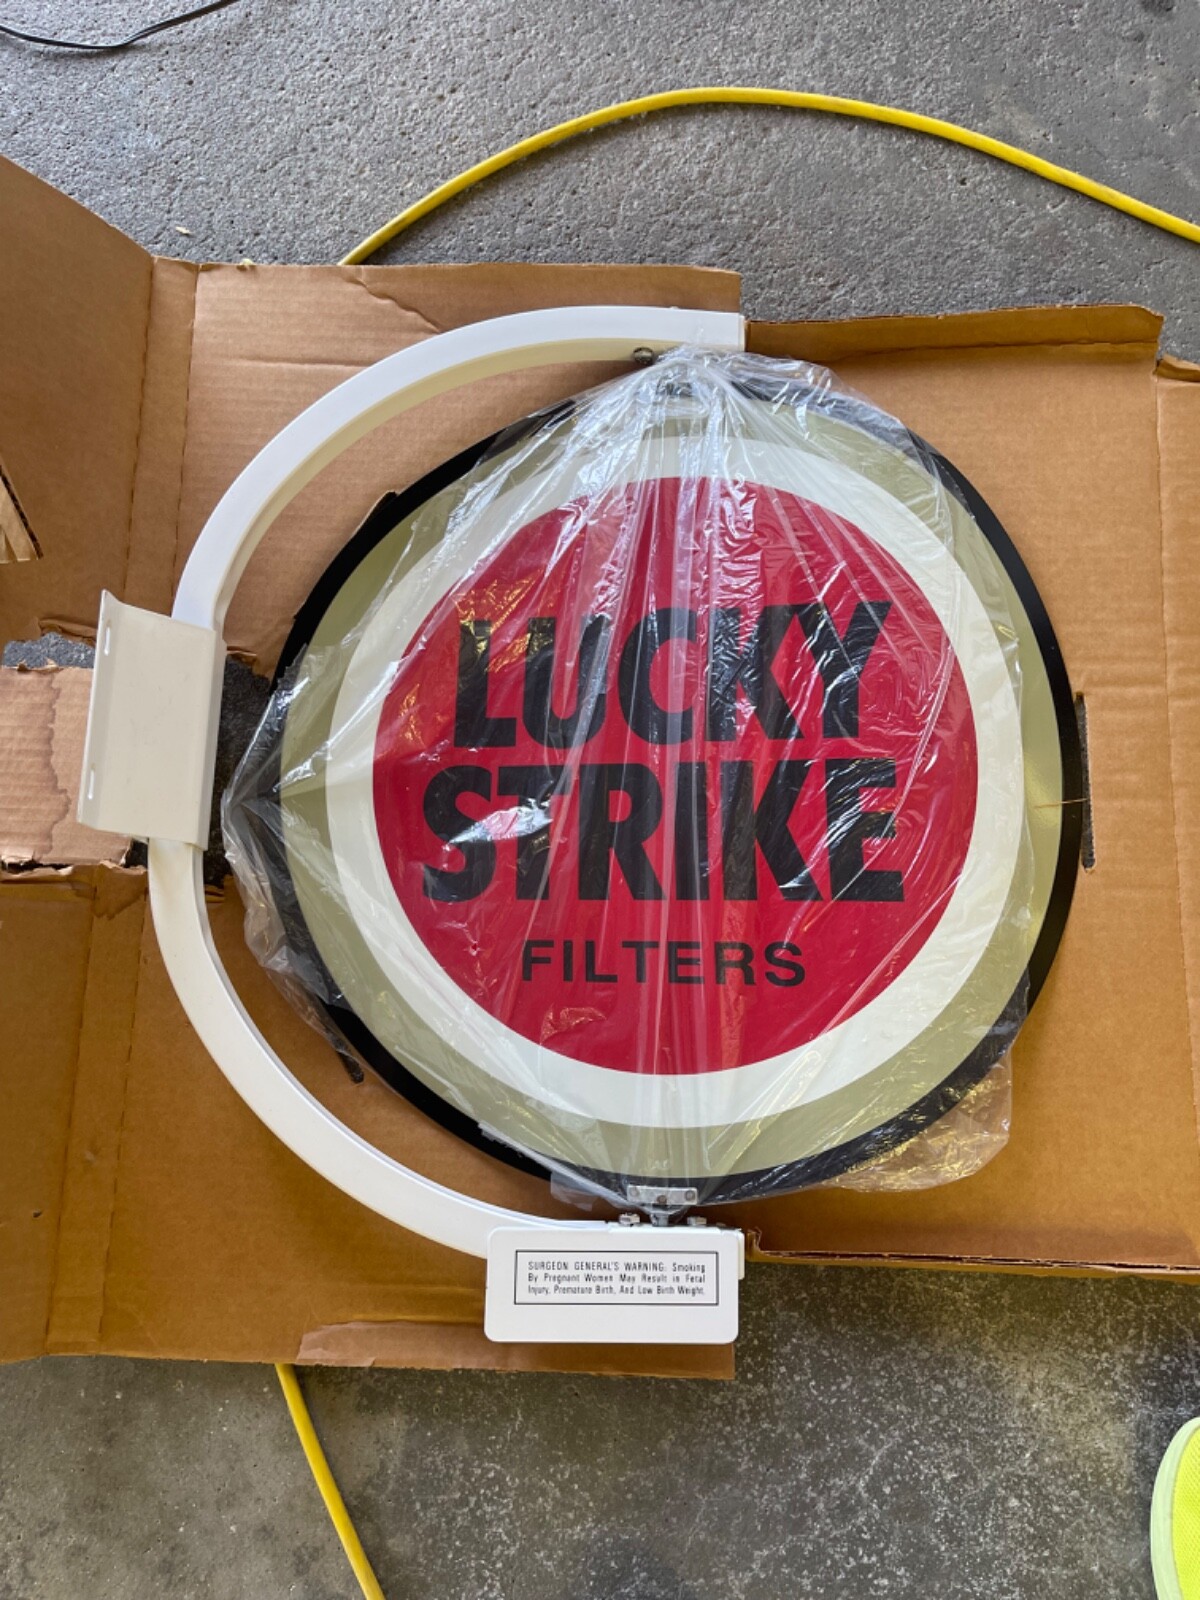 LUCKY
STRIKE
FILTERS
SURGEON GENERAL'S WARNING: Smoking
By Pregnant Women May Result in Fetal
Injury, Premature Birth, And Low Birth Weight.